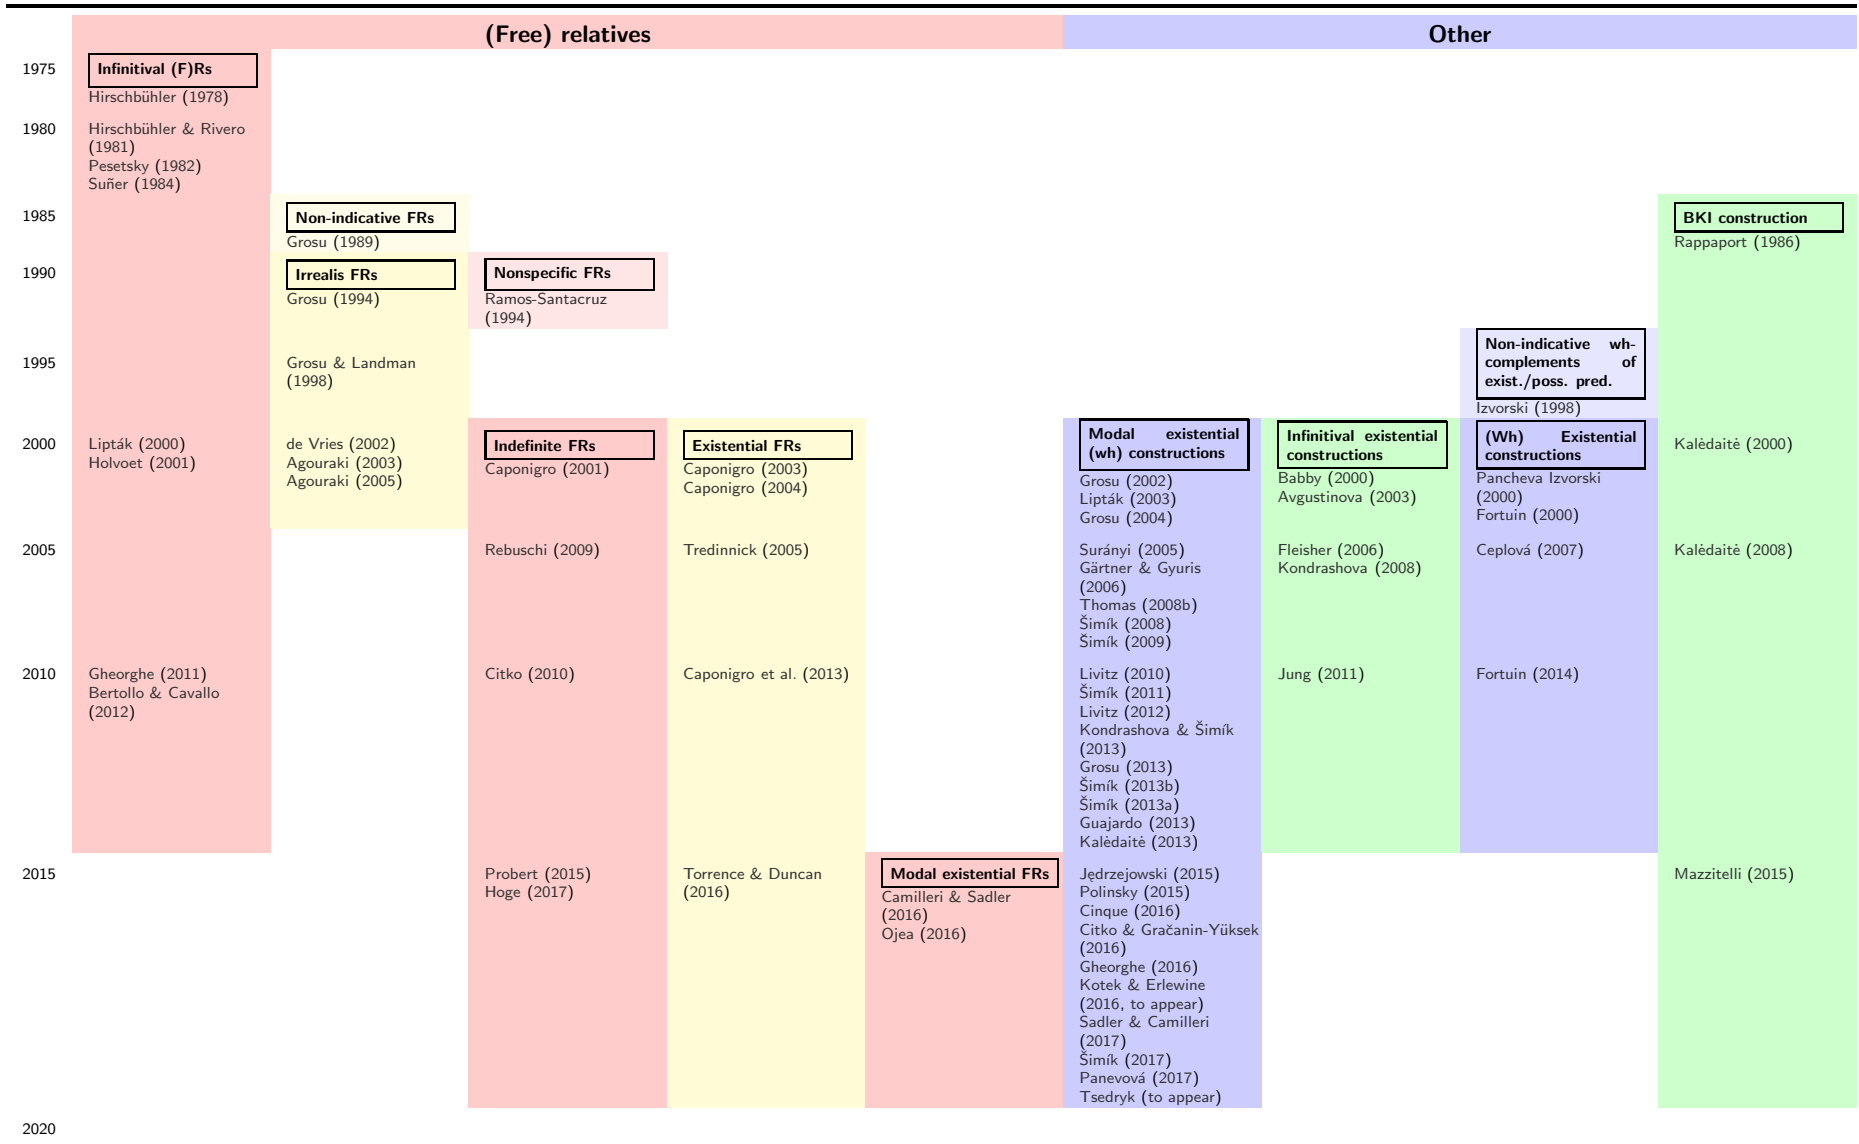 (Free) relatives
Other
1975
Infinitival (F)Rs
Hirschbühler (1978)
1980
Hirschbühler & Rivero
(1981)
Pesetsky (1982)
Suñer (1984)
1985
Non-indicative FRs
Grosu (1989)
BKI construction
Rappaport (1986)
1990
Irrealis FRs
Grosu (1994)
Nonspecific FRs
Ramos-Santacruz
(1994)
1995
Grosu & Landman
(1998)
Non-indicative wh-
complements of
exist./poss. pred.
Izvorski (1998)
2000
Lipták (2000)
Holvoet (2001)
de Vries (2002)
Agouraki (2003)
Agouraki (2005)
Indefinite FRs
Caponigro (2001)
Existential FRs
Caponigro (2003)
Caponigro (2004)
Modal existential
(wh) constructions
Grosu (2002)
Lipták (2003)
Grosu (2004)
Infinitival existential
constructions
Babby (2000)
Avgustinova (2003)
(Wh) Existential
constructions
Pancheva Izvorski
(2000)
Fortuin (2000)
Kalėdaitė (2000)
2005
Rebuschi (2009)
Tredinnick (2005)
Surányi (2005)
Gärtner & Gyuris
(2006)
Thomas (2008b)
Šimík (2008)
Šimík (2009)
Fleisher (2006)
Kondrashova (2008)
Ceplová (2007)
Kalėdaitė (2008)
2010
Gheorghe (2011)
Bertollo & Cavallo
(2012)
Citko (2010)
Caponigro et al. (2013)
Livitz (2010)
Šimík (2011)
Livitz (2012)
Kondrashova & Šimík
(2013)
Grosu (2013)
Šimík (2013b)
Šimík (2013a)
Guajardo (2013)
Kalėdaitė (2013)
Jung (2011)
Fortuin (2014)
2015
Probert (2015)
Hoge (2017)
Torrence & Duncan
(2016)
Modal existential FRs
Camilleri & Sadler
(2016)
Ojea (2016)
Jędrzejowski (2015)
Polinsky (2015)
Cinque (2016)
Citko & Gračanin-Yüksek
(2016)
Gheorghe (2016)
Kotek & Erlewine
(2016, to appear)
Sadler & Camilleri
(2017)
Šimík (2017)
Panevová (2017)
Tsedryk (to appear)
Mazzitelli (2015)
2020